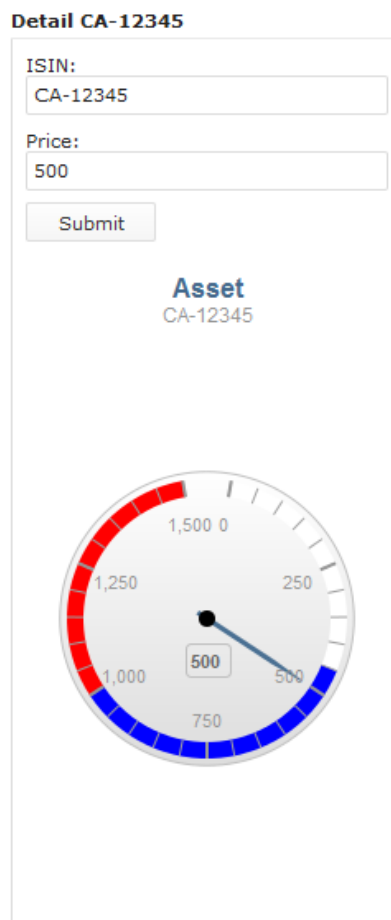 Detail CA-12345
ISIN:
CA-12345
Price:
500
Submit
Asset
CA-12345
1,500 0
1,250 250
500
1,000 500
750